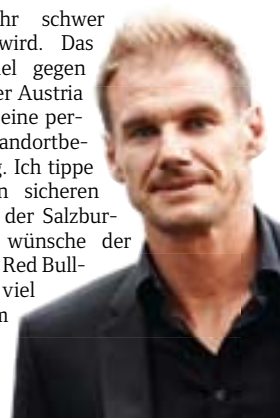 hr schwer
wird. Das
el gegen
er Austria
eine per-
andortbe-
g. Ich tippe
n sicheren
der Salzbur-
wünsche der
Red Bull-
viel
m